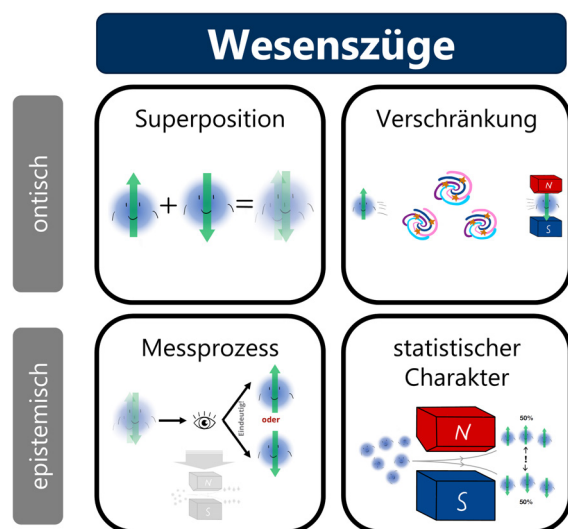 Wesenszüge
ontisch
Superposition
+
=
Verschränkung
N
S
epistemisch
Messprozess
Eindeutig!
oder
N
S
statistischer
Charakter
N
S
50%
!
50%